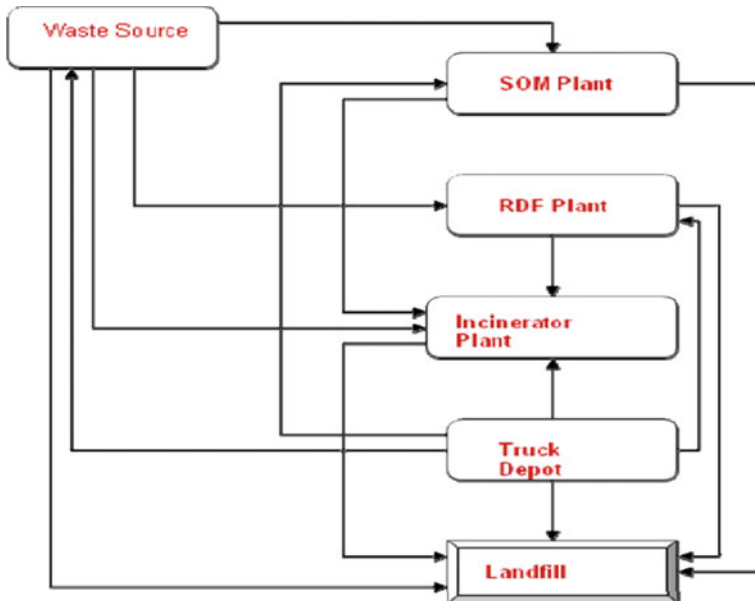 Waste Source
SOM Plant
RDF Plant
Incinerator
Plant
Truck
Depot
Landfill